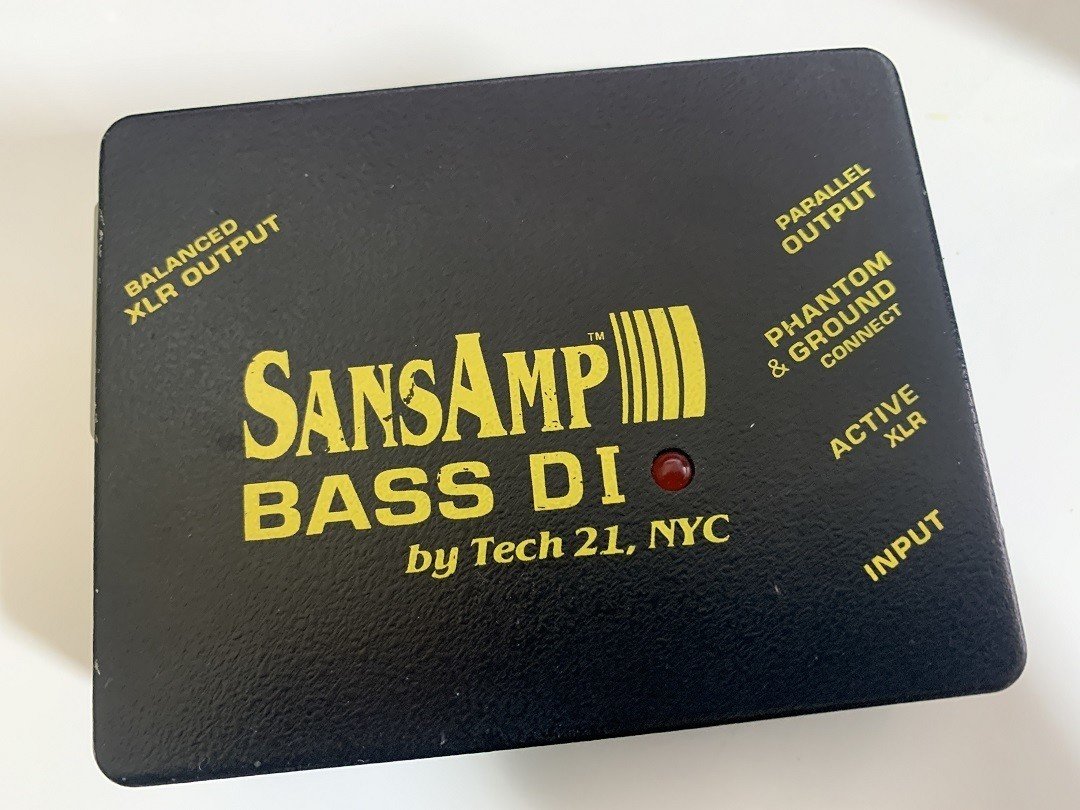 BALANCED
XLR OUTPUT
PARALLEL
OUTPUT
PHANTOM
& GROUND
CONNECT
ACTIVE
XLR
INPUT
SANSAMP™
BASS DI
by Tech 21, NYC